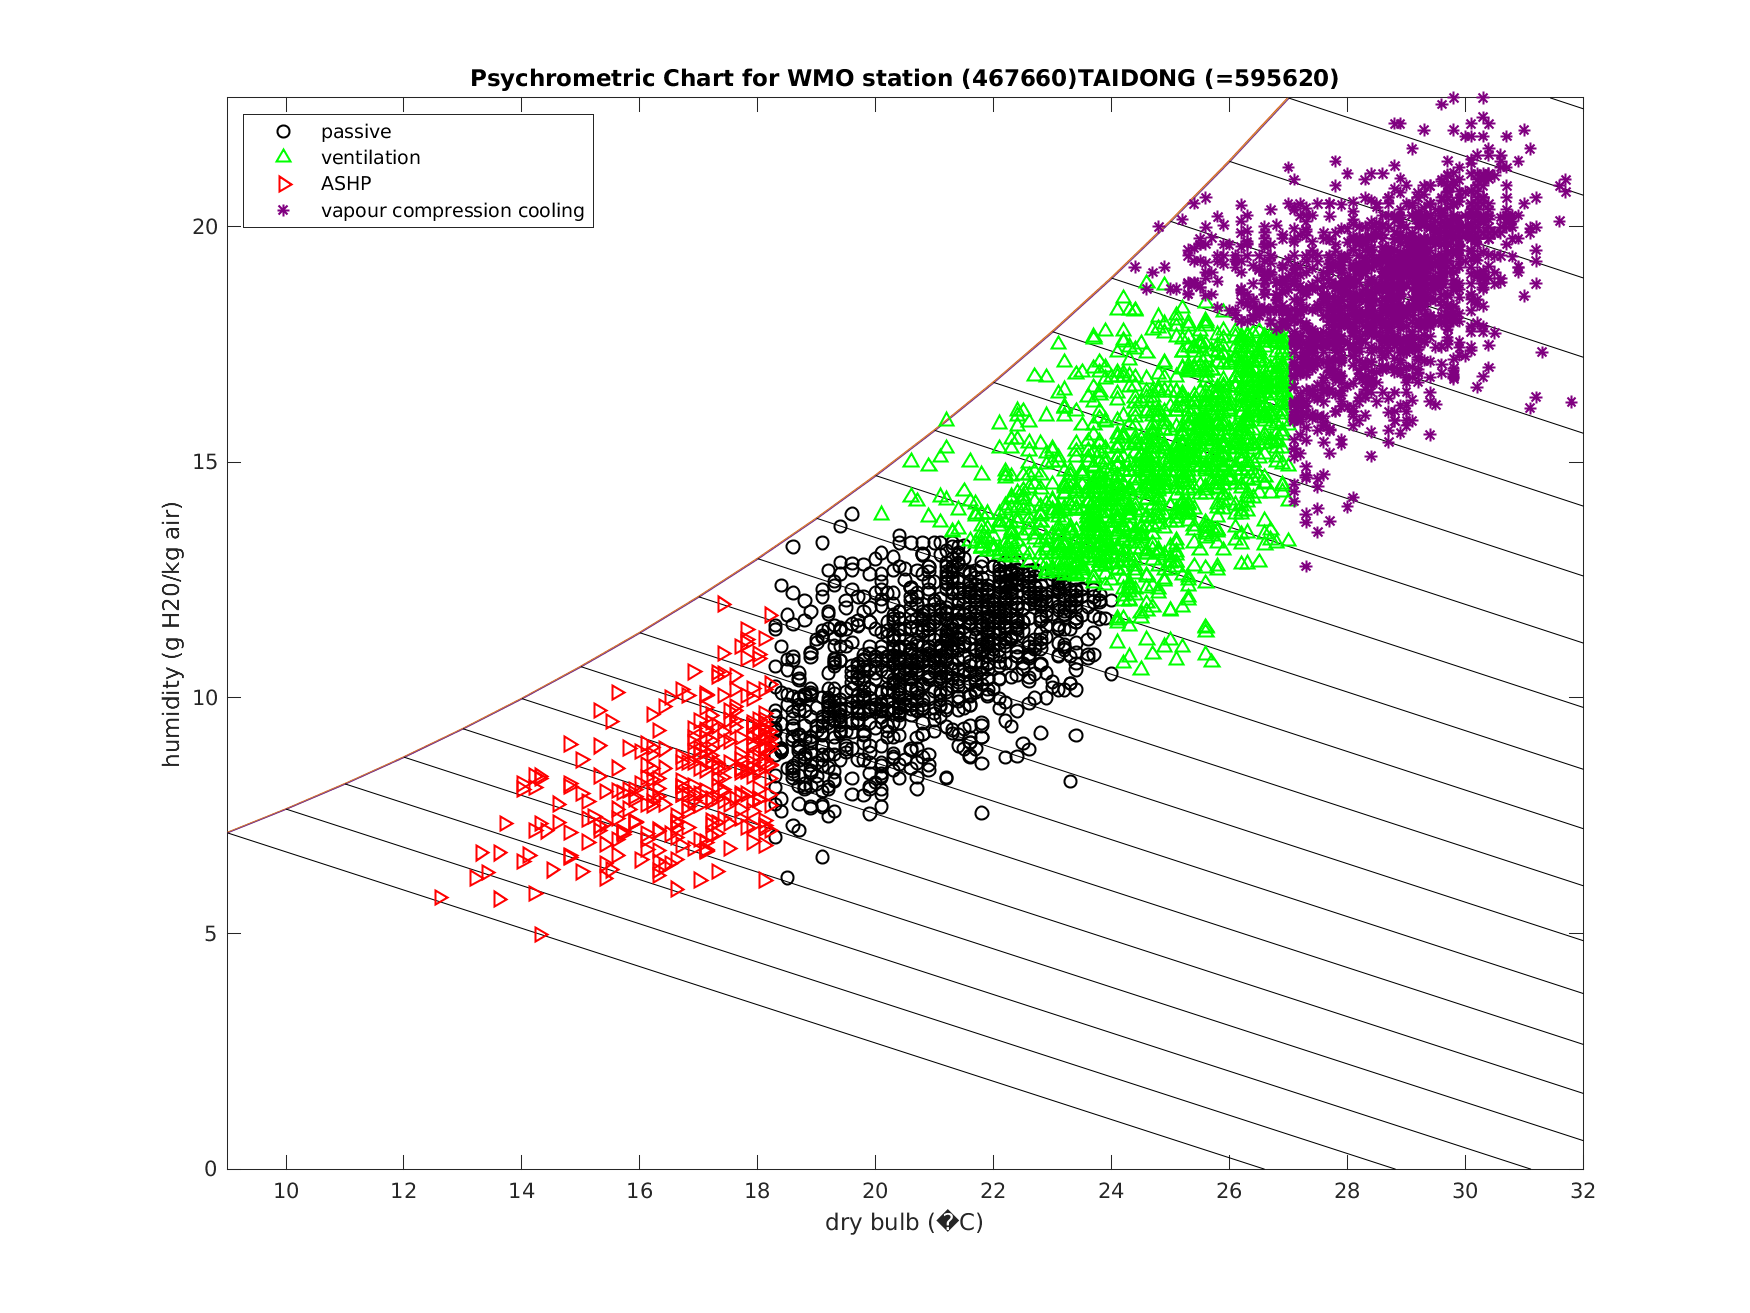 Psychrometric Chart for WMO station (467660)TAIDONG (=595620)
passive
ventilation
ASHP
vapour compression cooling
humidity (g H20/kg air)
20
15
10
5
0
10 12 14 16 18 20 22 24 26 28 30 32
dry bulb (�C)